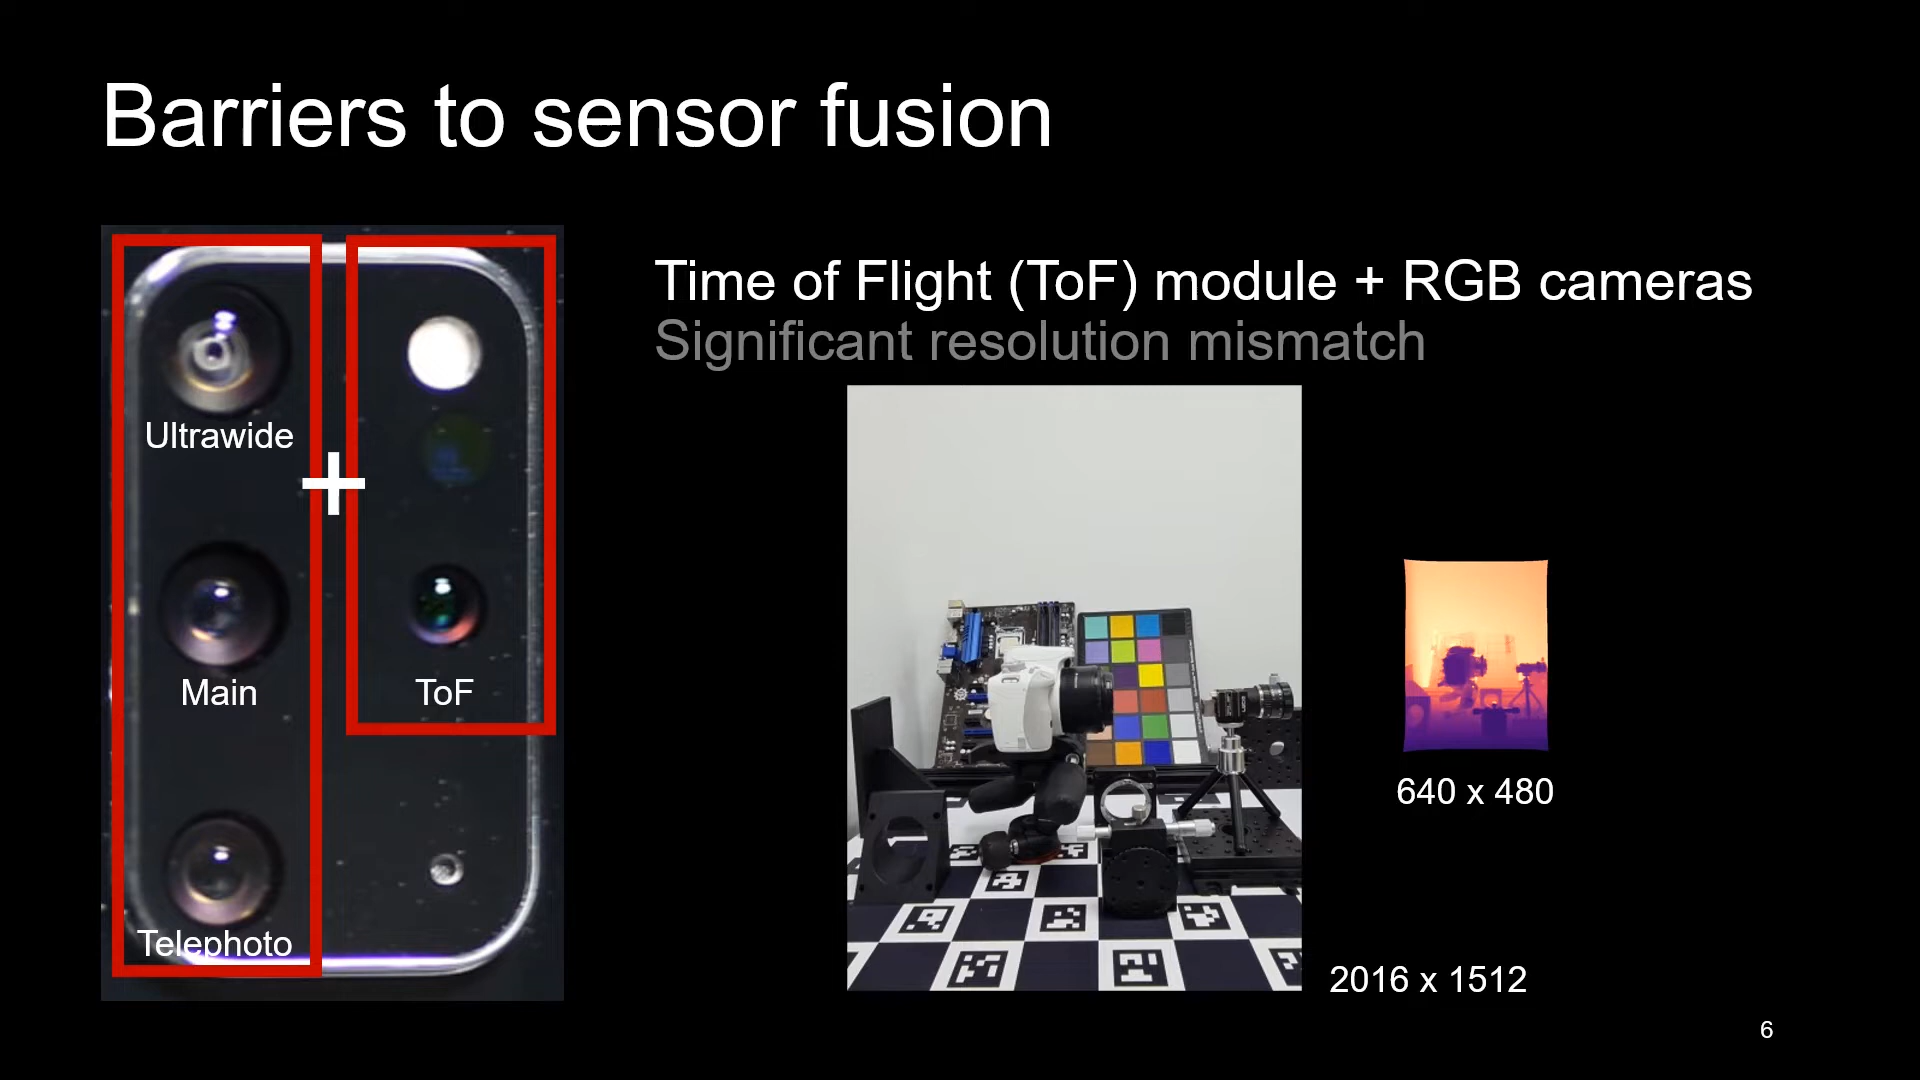 Barriers to sensor fusion
Time of Flight (ToF) module + RGB cameras
Significant resolution mismatch
Ultrawide
Main
ToF
Telephoto
640 x 480
2016 x 1512
6